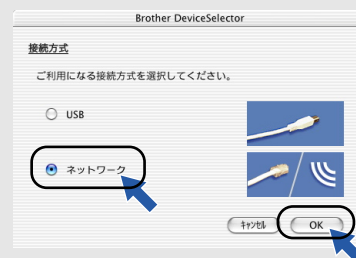 Brother DeviceSelector
接続方式
ご利用になる接続方式を選択してください。
USB
ネットワーク
キャンセル
OK